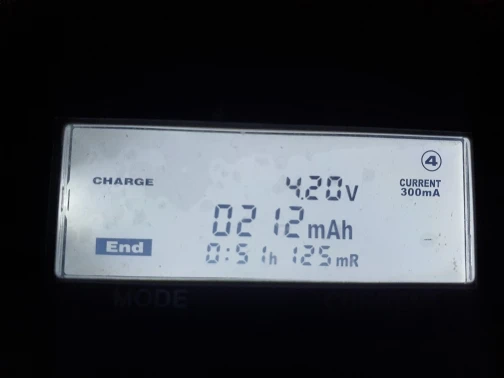 4
CHARGE 4.20V CURRENT
300mA
0212mAh
End 0:51h 125mR
MODE